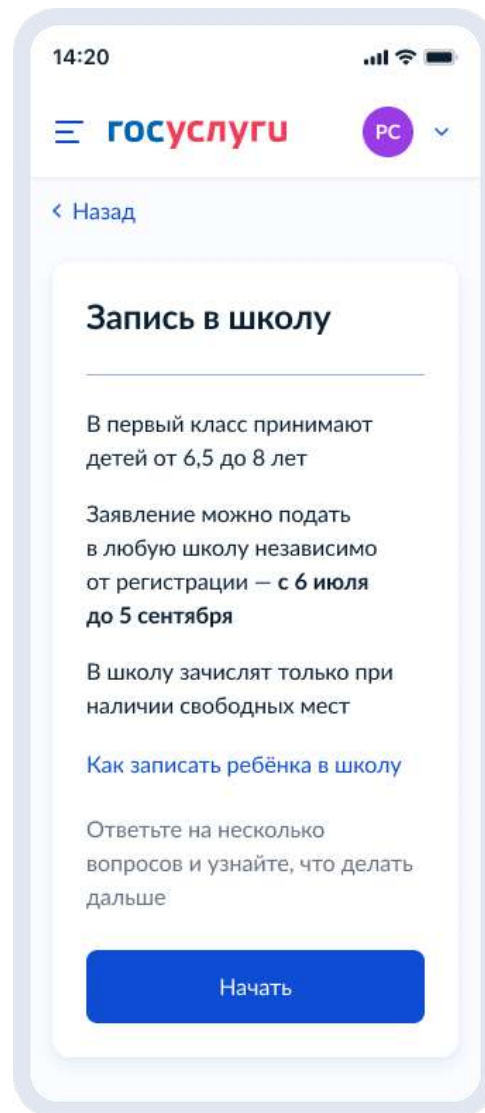 14:20
госуслуги
РС
Назад
Запись в школу
В первый класс принимают
детей от 6,5 до 8 лет
Заявление можно подать
в любую школу независимо
от регистрации — с 6 июля
до 5 сентября
В школу зачислят только при
наличии свободных мест
Как записать ребёнка в школу
Ответьте на несколько
вопросов и узнайте, что делать
дальше
Начать